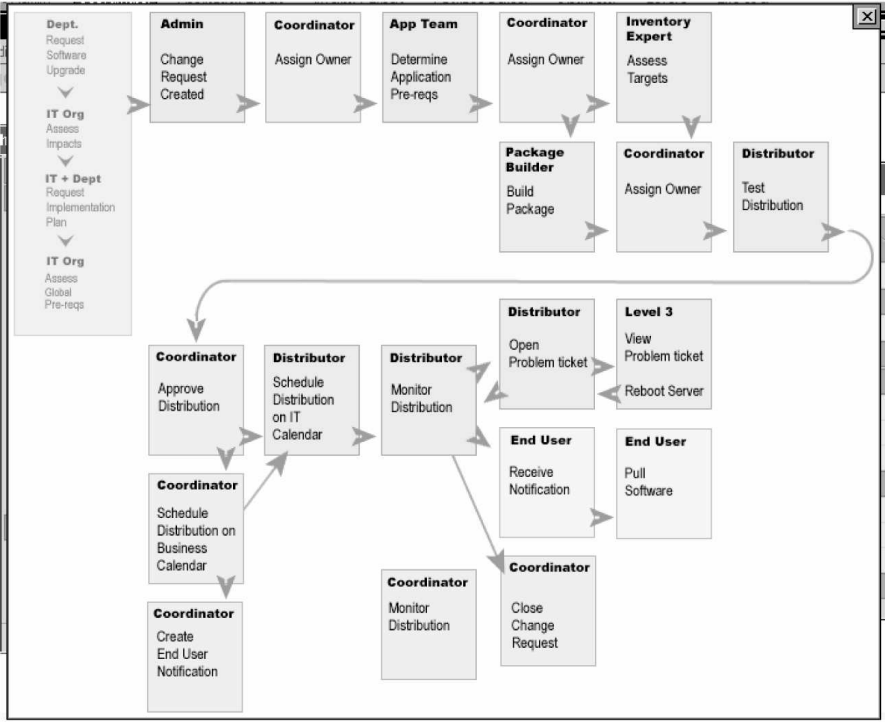 Dept.
Request
Software
Upgrade
IT Org
Assess
Impacts
IT + Dept
Request
Implementation
Plan
IT Org
Assess
Global
Pre-reqs
Admin
Change
Request
Created
Coordinator
Assign Owner
App Team
Determine
Application
Pre-reqs
Coordinator
Assign Owner
Inventory
Expert
Assess
Targets
Package
Builder
Build
Package
Coordinator
Assign Owner
Distributor
Test
Distribution
Coordinator
Approve
Distribution
Distributor
Schedule
Distribution
on IT
Calendar
Distributor
Monitor
Distribution
Distributor
Open
Problem ticket
Level 3
View
Problem ticket
Reboot Server
End User
Receive
Notification
End User
Pull
Software
Coordinator
Schedule
Distribution on
Business
Calendar
Coordinator
Create
End User
Notification
Coordinator
Monitor
Distribution
Coordinator
Close
Change
Request